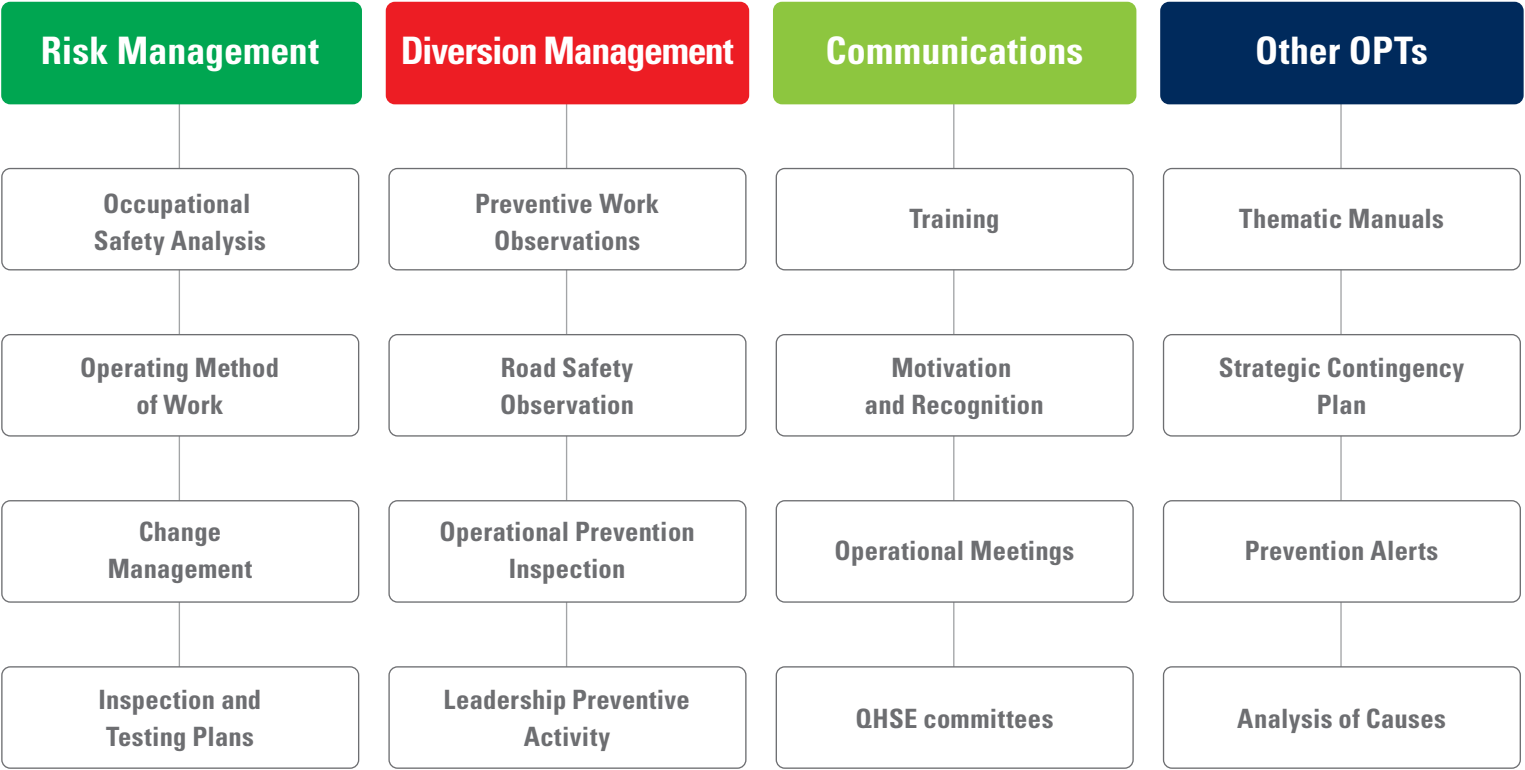 Risk Management
Occupational
Safety Analysis
Operating Method
of Work
Change
Management
Inspection and
Testing Plans
Diversion Management
Preventive Work
Observations
Road Safety
Observation
Operational Prevention
Inspection
Leadership Preventive
Activity
Communications
Training
Motivation
and Recognition
Operational Meetings
QHSE committees
Other OPTs
Thematic Manuals
Strategic Contingency
Plan
Prevention Alerts
Analysis of Causes